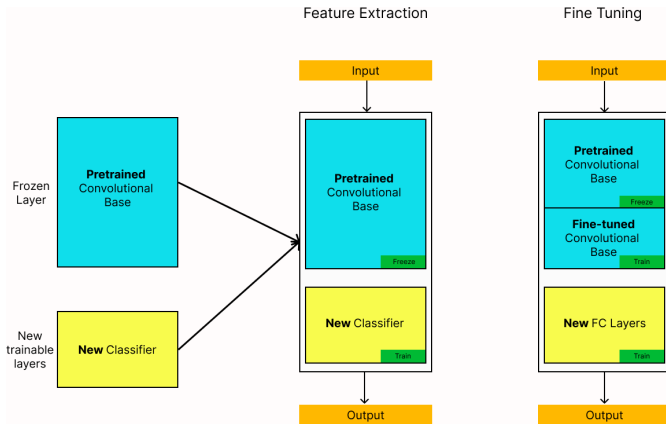 Feature Extraction
Fine Tuning
Input
Input
Frozen
Layer
Pretrained
Convolutional
Base
Pretrained
Convolutional
Base
Freeze
Pretrained
Convolutional
Base
Freeze
Fine-tuned
Convolutional
Base
Train
New
trainable
layers
New Classifier
New Classifier
Train
New FC Layers
Train
Output
Output